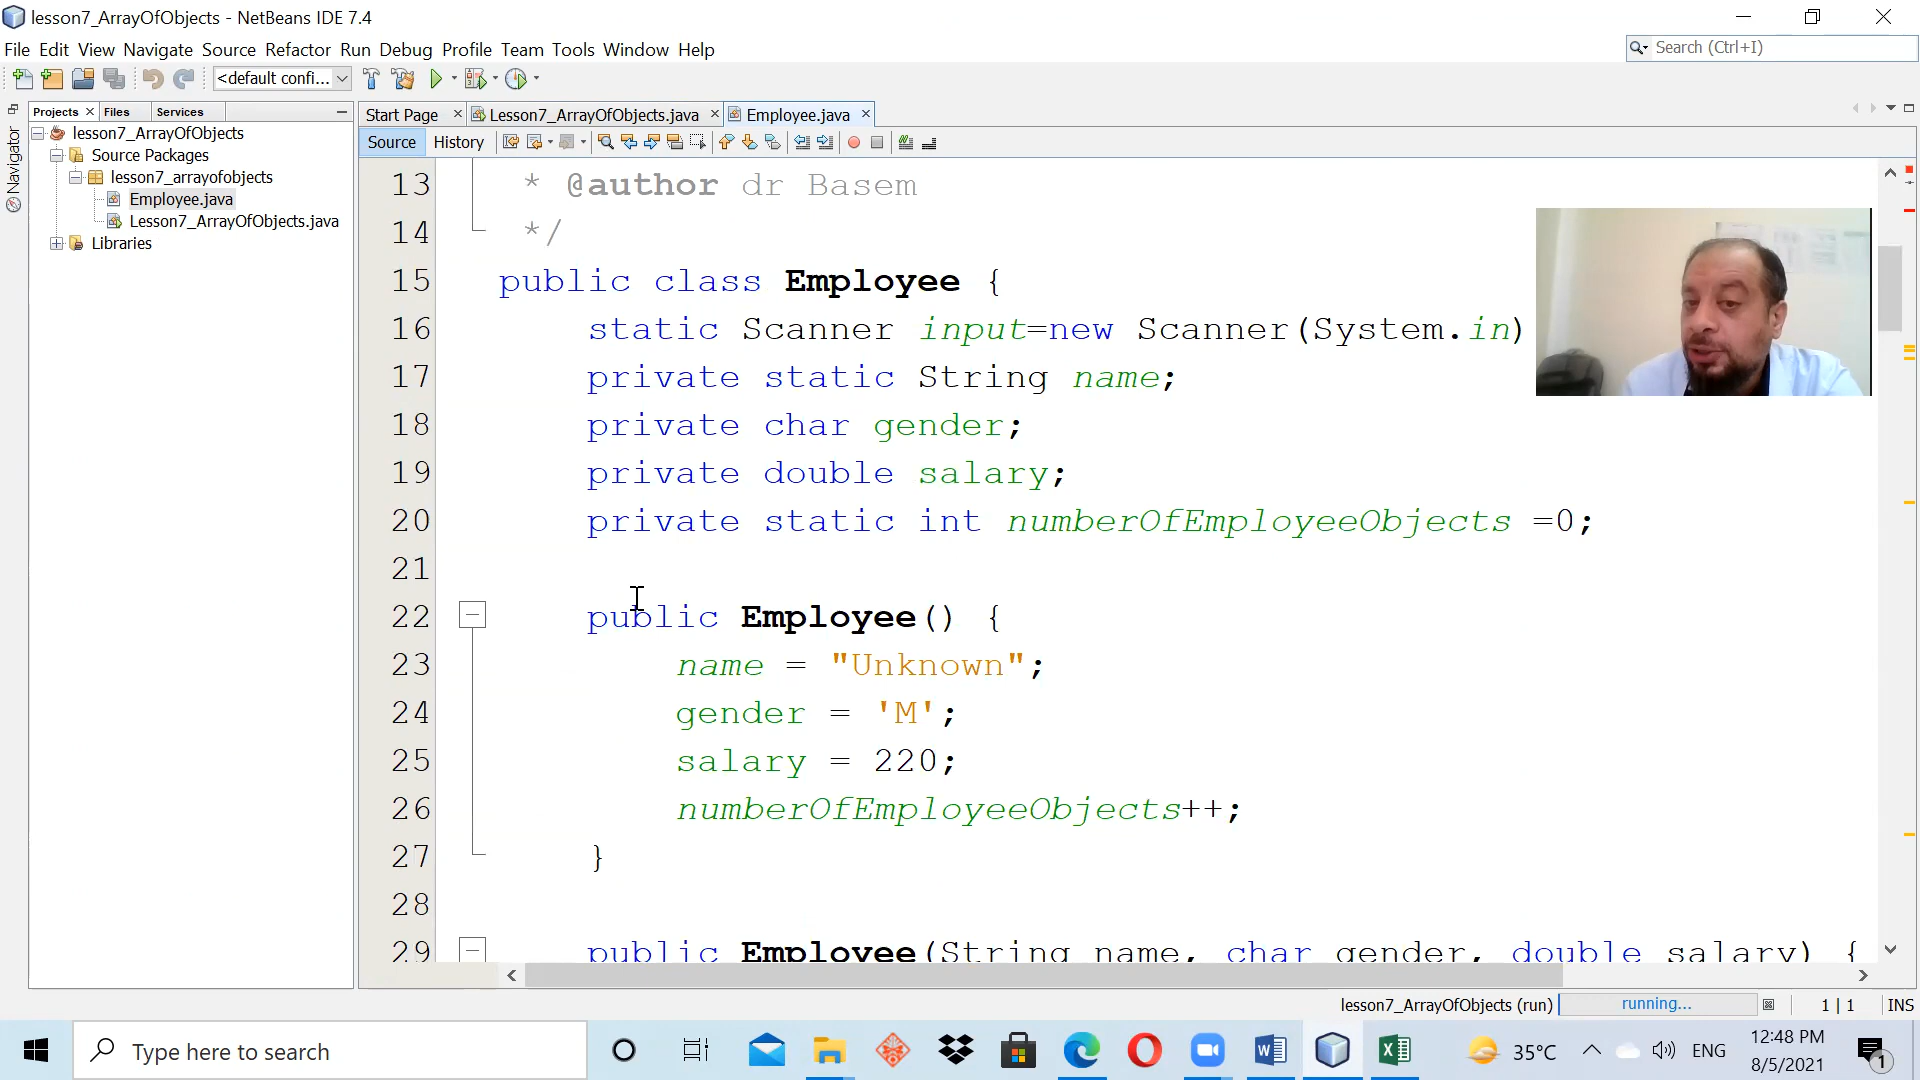 lesson7_ArrayOfObjects - NetBeans IDE 7.4
File Edit View Navigate Source Refactor Run Debug Profile Team Tools Window Help
Search (Ctrl+I)
<default confi...
Projects Files Services
Start Page Lesson7_ArrayOfObjects.java Employee.java
Navigator
lesson7_ArrayOfObjects
Source Packages
lesson7_arrayofobjects
Employee.java
Lesson7_ArrayOfObjects.java
Libraries
Source History
13 * @author dr Basem
14 */
15 public class Employee {
16 static Scanner input=new Scanner(System.in)
17 private static String name;
18 private char gender;
19 private double salary;
20 private static int numberOfEmployeeObjects =0;
21
22 public Employee() {
23 name = "Unknown";
24 gender = 'M';
25 salary = 220;
26 numberOfEmployeeObjects++;
27 }
28
29 public Employee(String name, char gender, double salary) {
lesson7_ArrayOfObjects (run) running... 1 | 1 INS
Type here to search
35°C ENG 12:48 PM
8/5/2021
1